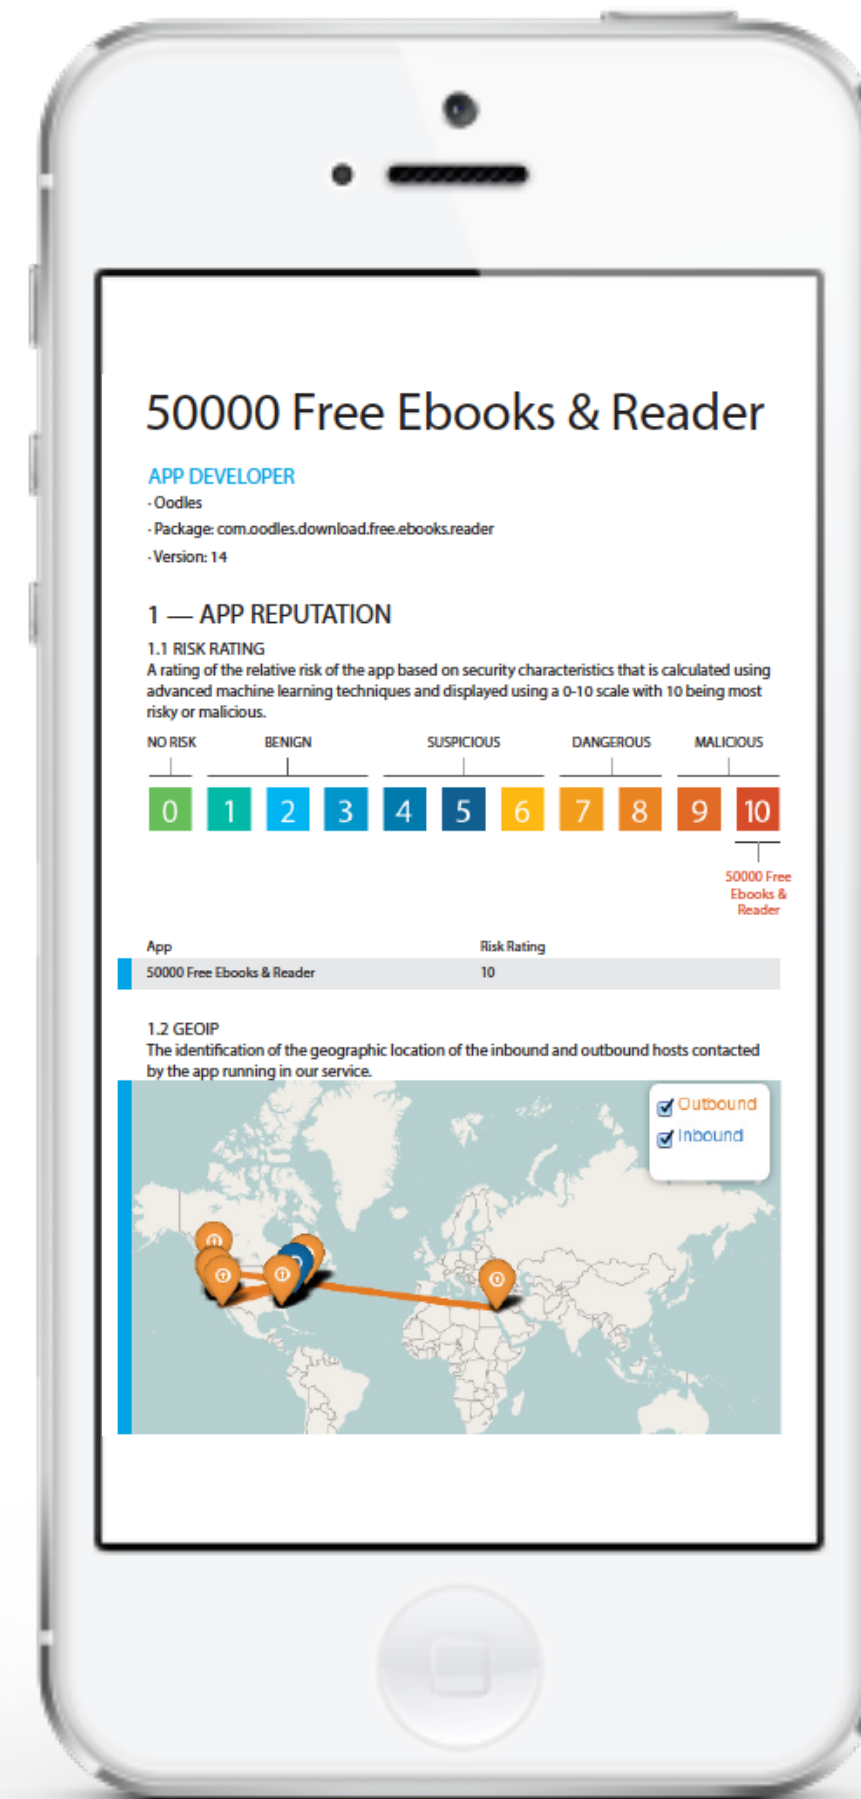 50000 Free Ebooks & Reader
APP DEVELOPER
· Oodles
· Package: com.oodles.download.free.ebooks.reader
· Version: 14
1 — APP REPUTATION
1.1 RISK RATING
A rating of the relative risk of the app based on security characteristics that is calculated using
advanced machine learning techniques and displayed using a 0-10 scale with 10 being most
risky or malicious.
NO RISK BENIGN SUSPICIOUS DANGEROUS MALICIOUS
0 1 2 3 4 5 6 7 8 9 10
50000 Free
Ebooks &
Reader
App Risk Rating
50000 Free Ebooks & Reader 10
1.2 GEOIP
The identification of the geographic location of the inbound and outbound hosts contacted
by the app running in our service.
Outbound
Inbound